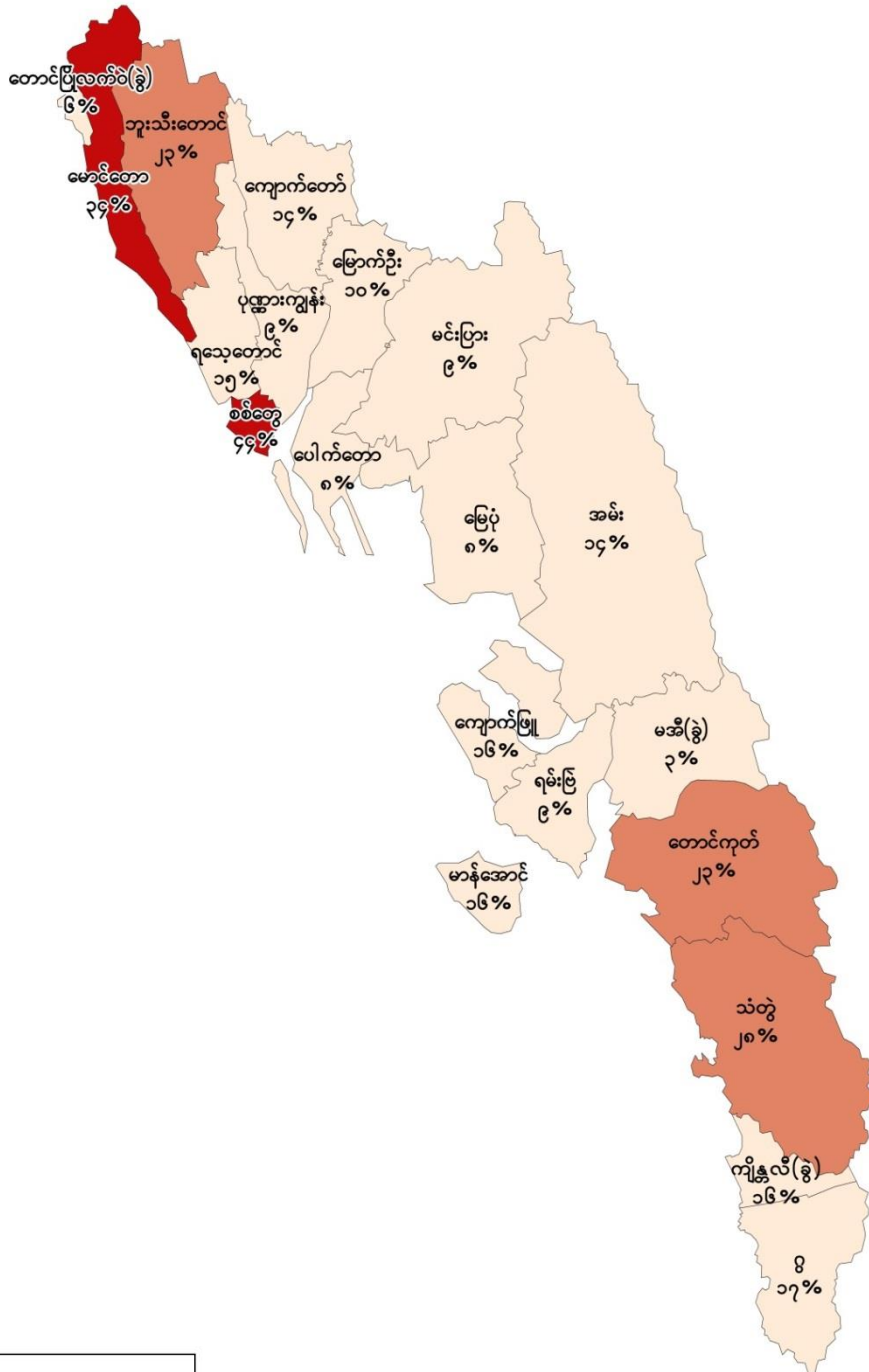 တောင်ပြိုလက်ဝဲ(ခွဲ)
၆%
ဘူးသီးတောင်
၂၃%
မောင်တော
၃၄%
ကျောက်တော်
၁၄%
မြောက်ဦး
၁၀%
ပုဏ္ဏားကျွန်း
၉%
မင်းပြား
၉%
ရသေ့တောင်
၁၅%
စစ်တွေ
၄၄%
ပေါက်တော
၈%
မြေပုံ
၈%
အမ်း
၁၄%
ကျောက်ဖြူ
၁၆%
မအီ(ခွဲ)
၃%
ရမ်းဗြဲ
၉%
တောင်ကုတ်
၂၃%
မာန်အောင်
၁၆%
သံတွဲ
၂၈%
ကျိန္တလီ(ခွဲ)
၁၆%
ဂွ
၁၇%